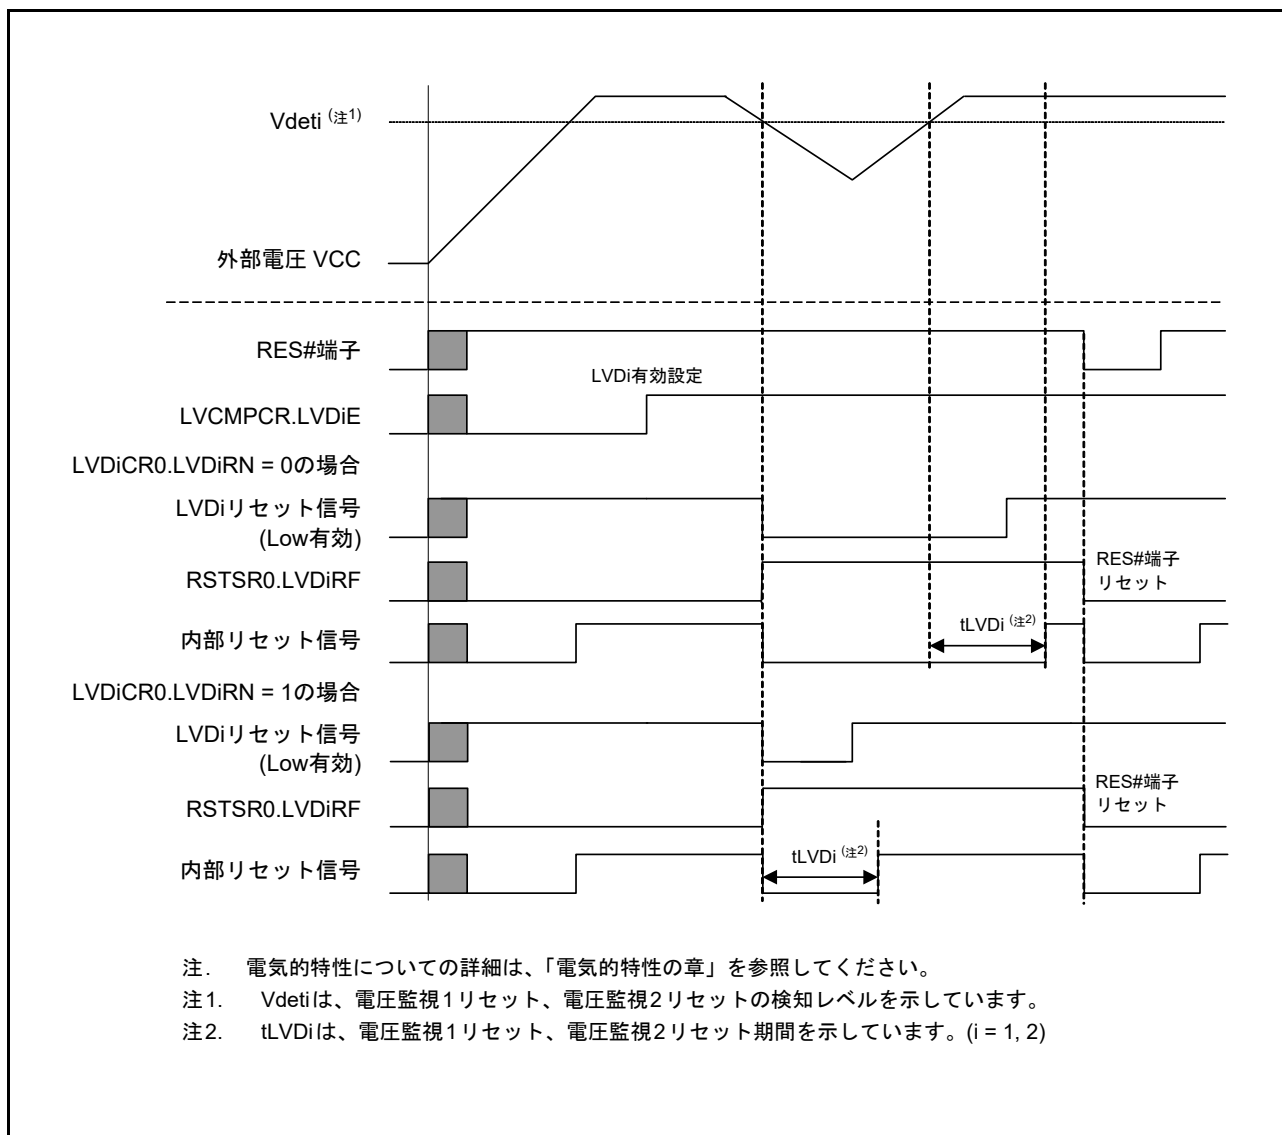 Vdeti (注1)
外部電圧 VCC
RES#端子
LVDi有効設定
LVCMPCR.LVDiE
LVDiCR0.LVDiRN = 0の場合
LVDiリセット信号
(Low有効)
RSTSR0.LVDiRF
RES#端子
リセット
内部リセット信号
tLVDi (注2)
LVDiCR0.LVDiRN = 1の場合
LVDiリセット信号
(Low有効)
RSTSR0.LVDiRF
RES#端子
リセット
内部リセット信号
tLVDi (注2)
注. 電気的特性についての詳細は、「電気的特性の章」を参照してください。
注1. Vdetiは、電圧監視1リセット、電圧監視2リセットの検知レベルを示しています。
注2. tLVDiは、電圧監視1リセット、電圧監視2リセット期間を示しています。(i = 1, 2)